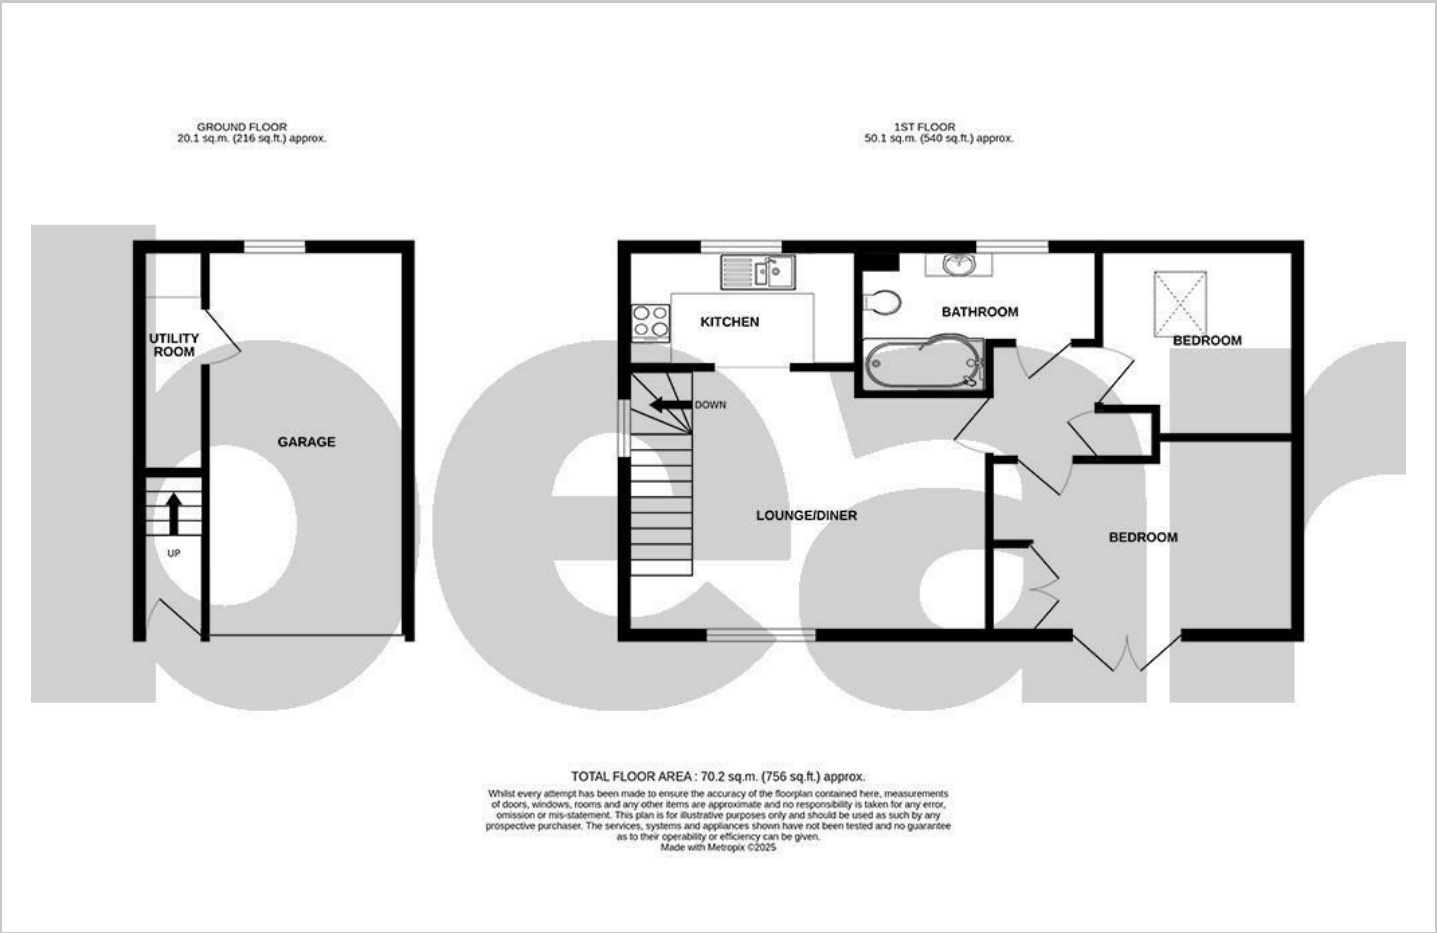 GROUND FLOOR
20.1 sq.m. (216 sq.ft.) approx.
1ST FLOOR
50.1 sq.m. (540 sq.ft.) approx.
UTILITY
ROOM
GARAGE
UP
KITCHEN
BATHROOM
BEDROOM
DOWN
LOUNGE/DINER
BEDROOM
bear
TOTAL FLOOR AREA : 70.2 sq.m. (756 sq.ft.) approx.
Whilst every attempt has been made to ensure the accuracy of the floorplan contained here, measurements
of doors, windows, rooms and any other items are approximate and no responsibility is taken for any error,
omission or mis-statement. This plan is for illustrative purposes only and should be used as such by any
prospective purchaser. The services, systems and appliances shown have not been tested and no guarantee
as to their operability or efficiency can be given.
Made with Metropix ©2025